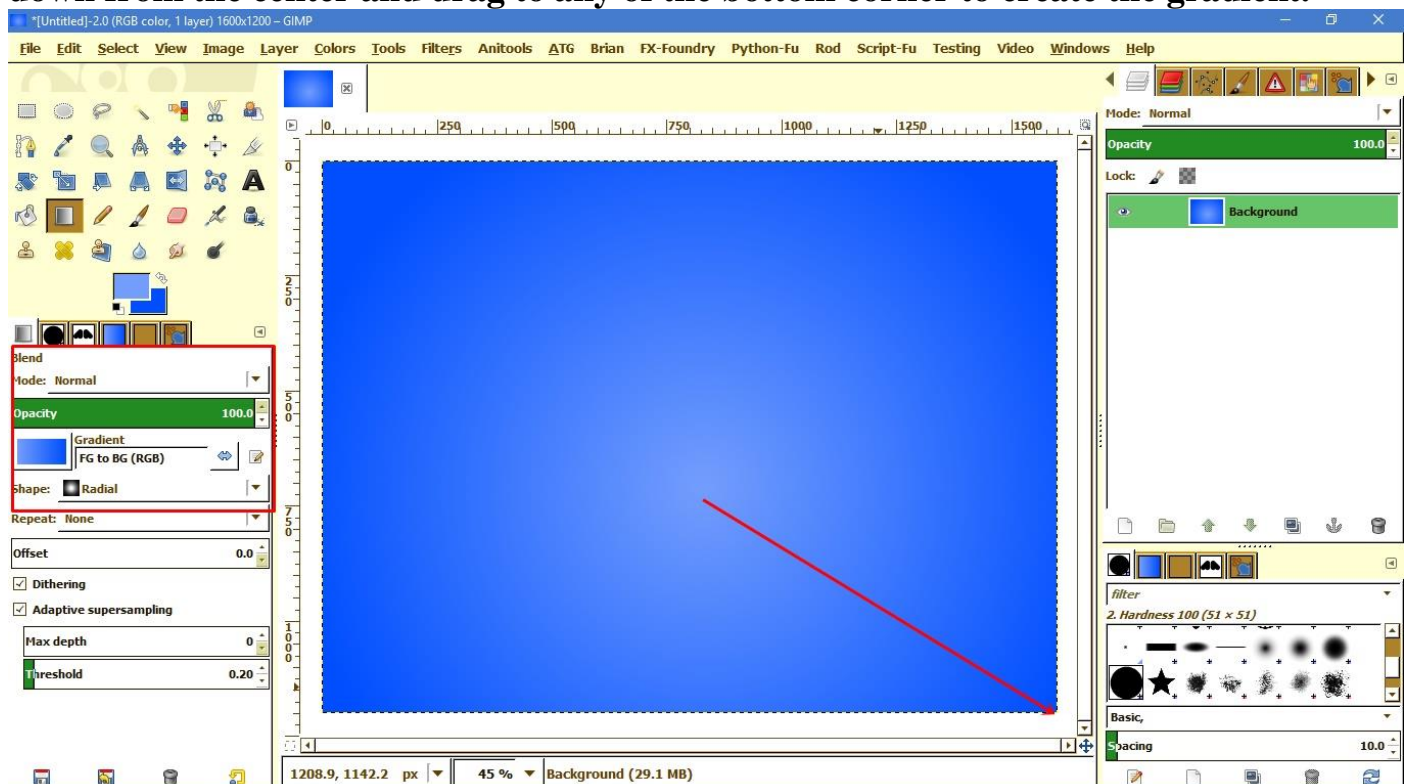 down from the center and drag to any of the bottom corner to create the gradient.
*[Untitled]-2.0 (RGB color, 1 layer) 1600x1200 – GIMP
File Edit Select View Image Layer Colors Tools Filters Anitools ATG Brian FX-Foundry Python-Fu Rod Script-Fu Testing Video Windows Help
0 250 500 750 1000 1250 1500
0
250
500
750
1000
Blend
Mode: Normal
Opacity 100.0
Gradient
FG to BG (RGB)
Shape: Radial
Repeat: None
Offset 0.0
Dithering
Adaptive supersampling
Max depth 0
Threshold 0.20
1208.9, 1142.2 px 45 % Background (29.1 MB)
Mode: Normal
Opacity 100.0
Lock:
Background
filter
2. Hardness 100 (51 × 51)
Basic,
Spacing 10.0